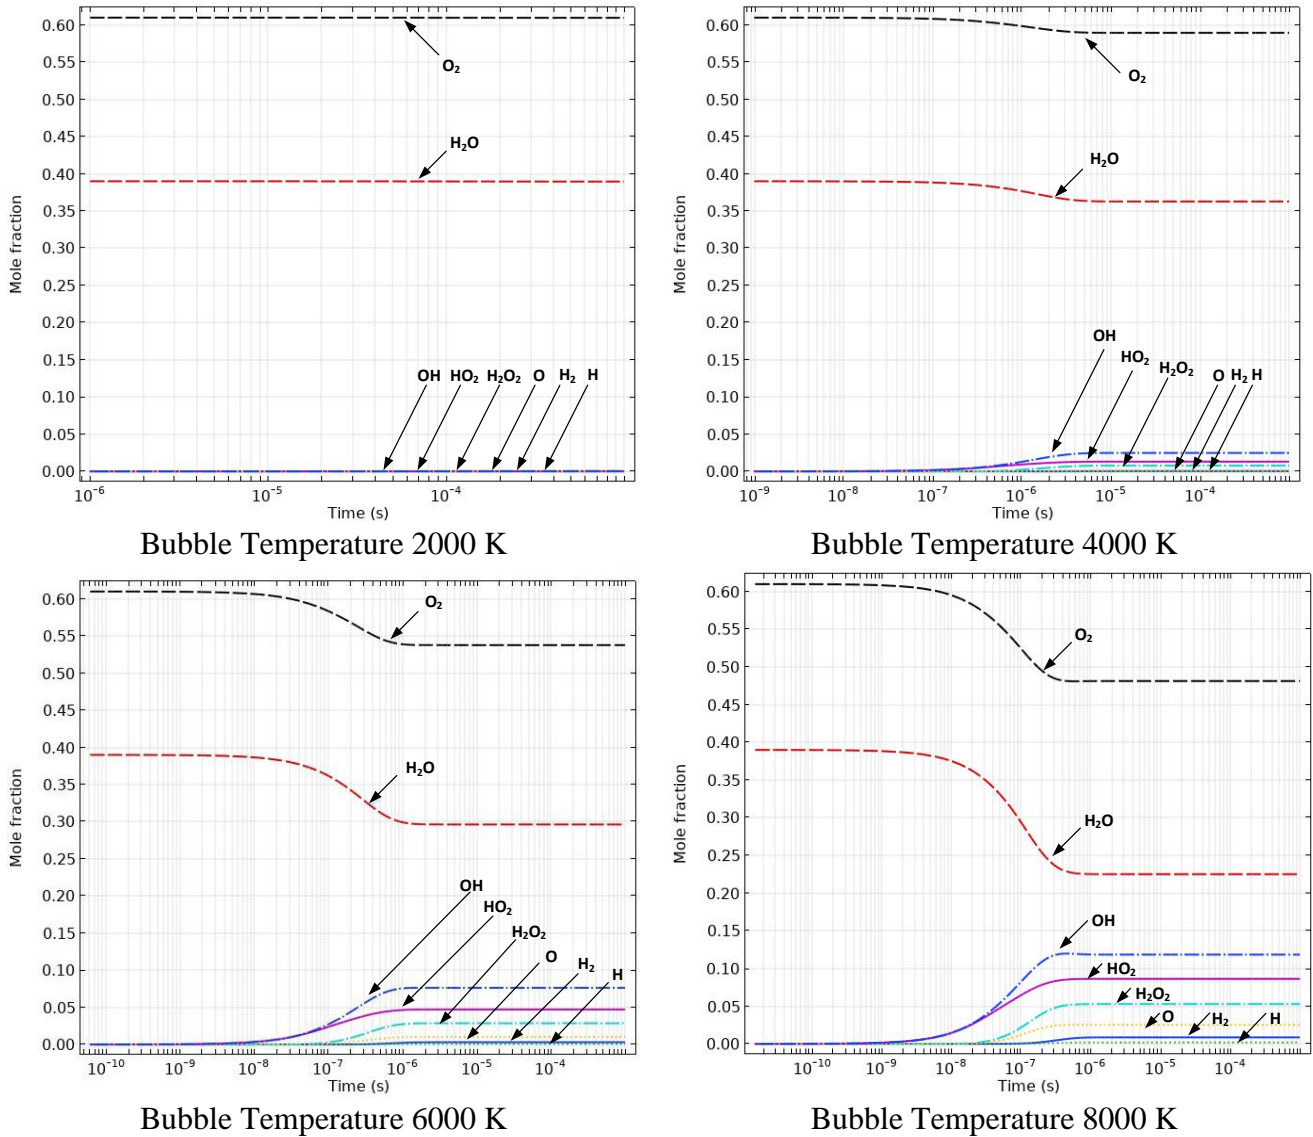 0.60
0.55
0.50
0.45
0.40
0.35
0.30
0.25
0.20
0.15
0.10
0.05
0.00
Mole fraction
O₂
H₂O
OH HO₂ H₂O₂ O H₂ H
10⁻⁶ 10⁻⁵ 10⁻⁴
Time (s)
Bubble Temperature 2000 K
0.60
0.55
0.50
0.45
0.40
0.35
0.30
0.25
0.20
0.15
0.10
0.05
0.00
Mole fraction
O₂
H₂O
OH
HO₂
H₂O₂
O H₂ H
10⁻⁹ 10⁻⁸ 10⁻⁷ 10⁻⁶ 10⁻⁵ 10⁻⁴
Time (s)
Bubble Temperature 4000 K
0.60
0.55
0.50
0.45
0.40
0.35
0.30
0.25
0.20
0.15
0.10
0.05
0.00
Mole fraction
O₂
H₂O
OH
HO₂
H₂O₂
O
H₂
H
10⁻¹⁰ 10⁻⁹ 10⁻⁸ 10⁻⁷ 10⁻⁶ 10⁻⁵ 10⁻⁴
Time (s)
Bubble Temperature 6000 K
0.60
0.55
0.50
0.45
0.40
0.35
0.30
0.25
0.20
0.15
0.10
0.05
0.00
Mole fraction
O₂
H₂O
OH
HO₂
H₂O₂
O H₂ H
10⁻¹⁰ 10⁻⁹ 10⁻⁸ 10⁻⁷ 10⁻⁶ 10⁻⁵ 10⁻⁴
Time (s)
Bubble Temperature 8000 K